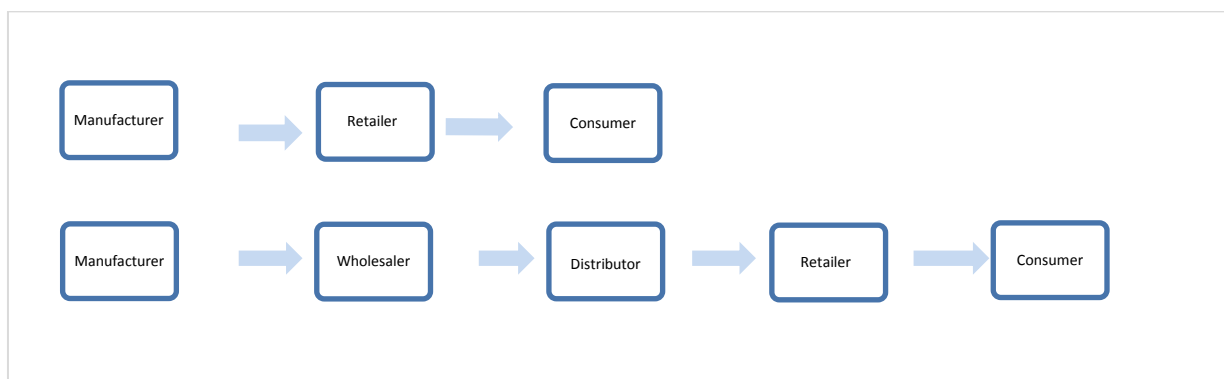 Manufacturer
Retailer
Consumer
Manufacturer
Wholesaler
Distributor
Retailer
Consumer